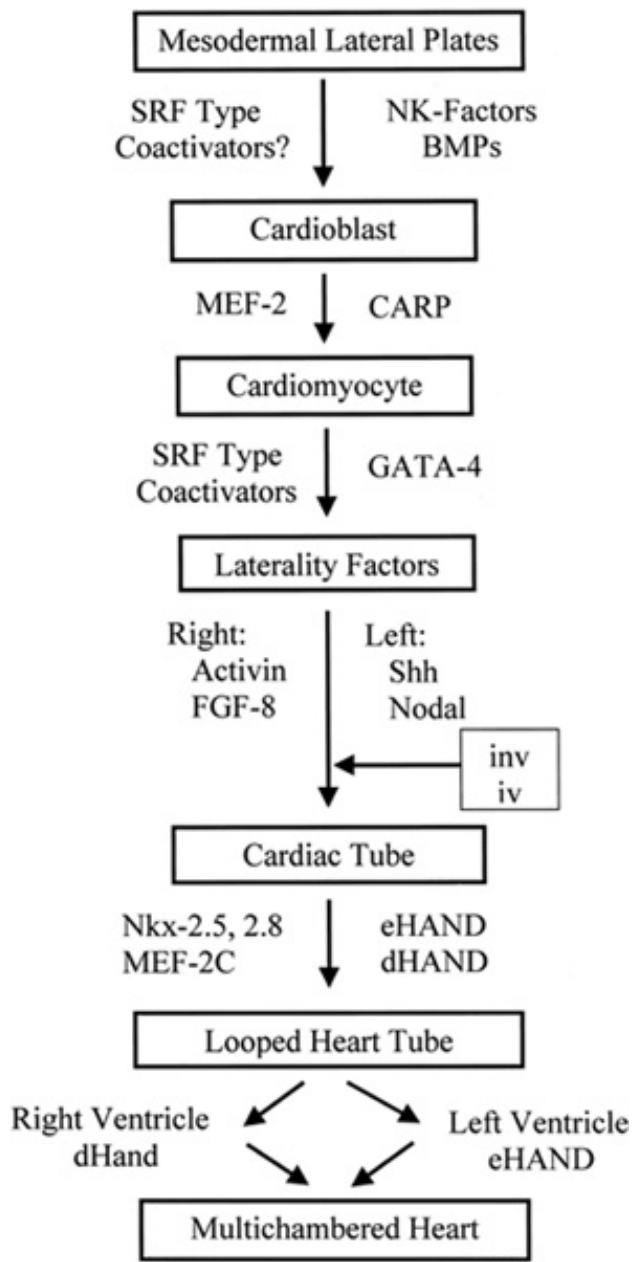 Mesodermal Lateral Plates
SRF Type
Coactivators?
NK-Factors
BMPs
Cardioblast
MEF-2
CARP
Cardiomyocyte
SRF Type
Coactivators
GATA-4
Laterality Factors
Right:
Activin
FGF-8
Left:
Shh
Nodal
inv
iv
Cardiac Tube
Nkx-2.5, 2.8
MEF-2C
eHAND
dHAND
Looped Heart Tube
Right Ventricle
dHand
Left Ventricle
eHAND
Multichambered Heart